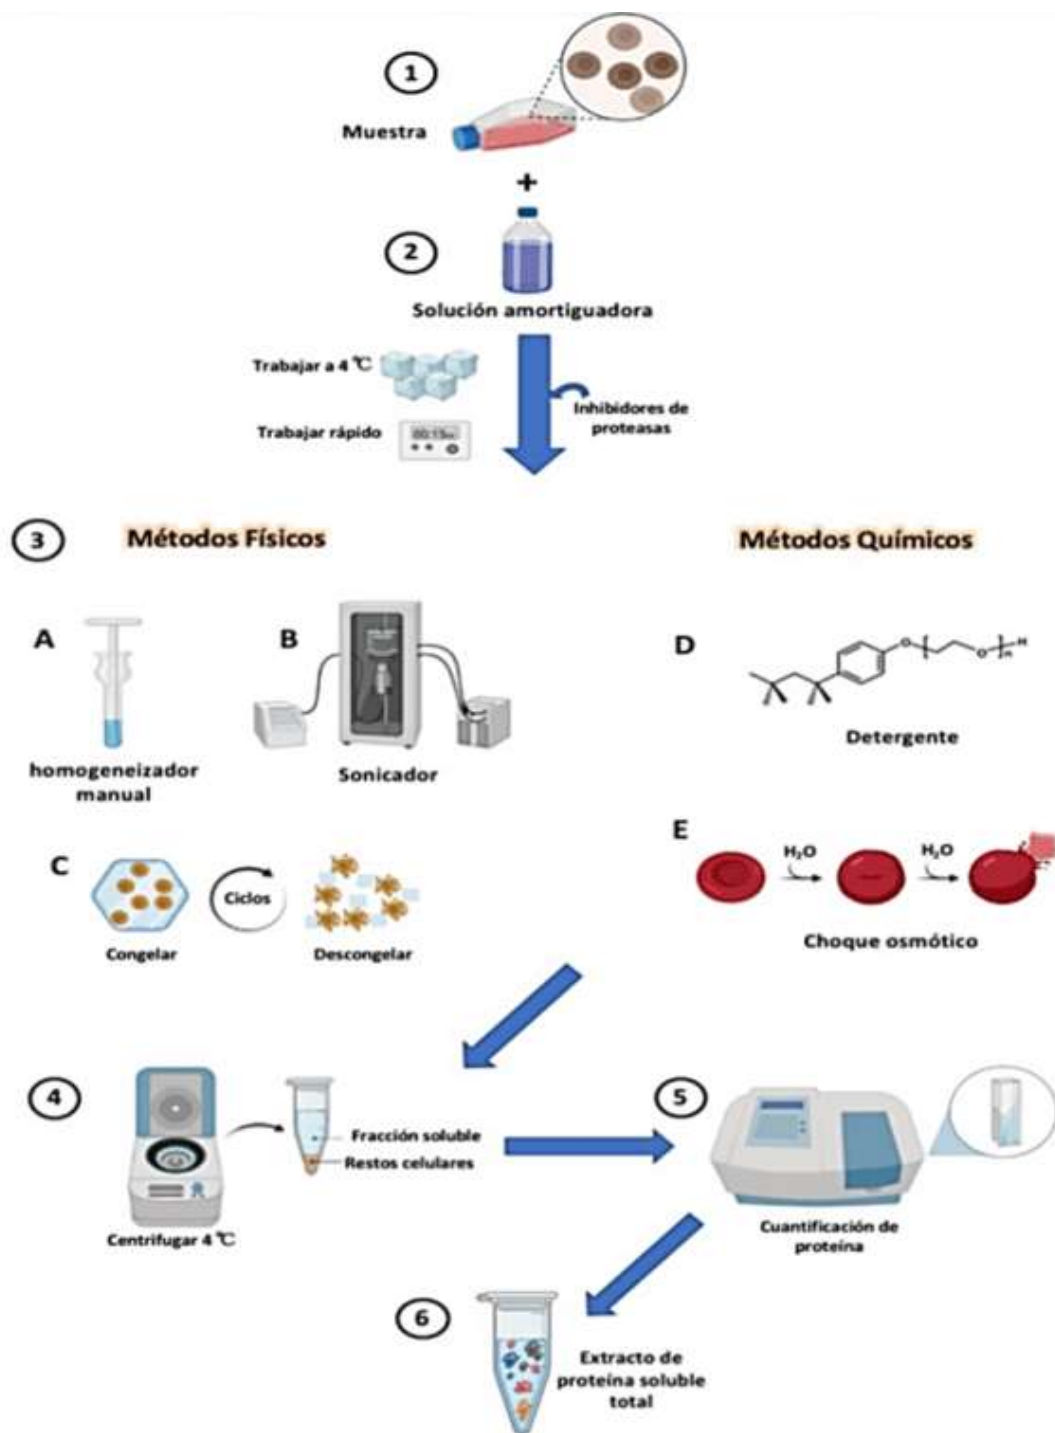 1
Muestra
+
2
Solución amortiguadora
Trabajar a 4 °C
Inhibidores de
proteasas
Trabajar rápido
00:15
3
Métodos Físicos
Métodos Químicos
A
B
D
O
O
H
n
homogeneizador
manual
Sonicador
Detergente
C
Ciclos
Congelar
Descongelar
E
H₂O
H₂O
Choque osmótico
4
Fracción soluble
Restos celulares
Centrifugar 4 °C
5
Cuantificación de
proteína
6
Extracto de
proteína soluble
total